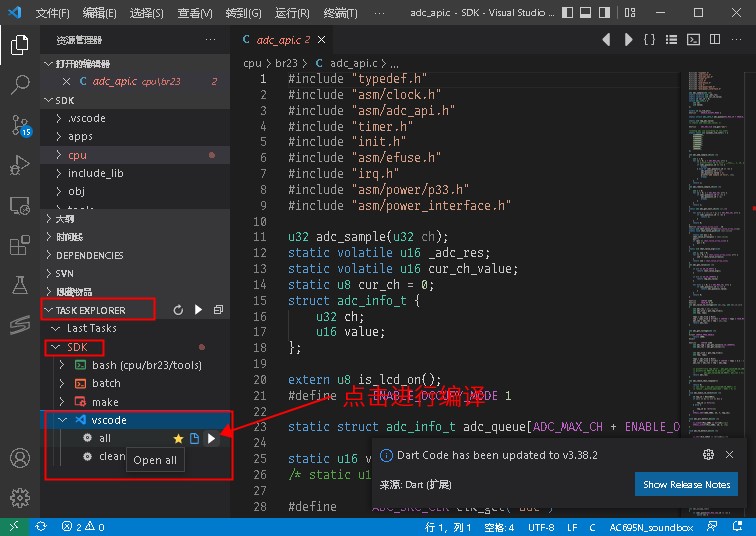 文件(F) 编辑(E) 选择(S) 查看(V) 转到(G) 运行(R) 终端(T) ··· adc_api.c - SDK - Visual Studio ...
资源管理器 ···
C adc_api.c 2
打开的编辑器
C adc_api.c cpu\br23 2
SDK
.vscode
apps
cpu
include_lib
obj
大纲
时间线
DEPENDENCIES
SVN
隐藏物品
TASK EXPLORER
Last Tasks
SDK
bash (cpu/br23/tools)
batch
make
vscode
all
clean
Open all
15
cpu > br23 > C adc_api.c > ...
1 #include "typedef.h"
2 #include "asm/clock.h"
3 #include "asm/adc_api.h"
4 #include "timer.h"
5 #include "init.h"
6 #include "asm/efuse.h"
7 #include "irq.h"
8 #include "asm/power/p33.h"
9 #include "asm/power_interface.h"
10
11 u32 adc_sample(u32 ch);
12 static volatile u16 _adc_res;
13 static volatile u16 cur_ch_value;
14 static u8 cur_ch = 0;
15 struct adc_info_t {
16 u32 ch;
17 u16 value;
18 };
19
20 extern u8 is_lcd_on();
21 #define ENABLE_OCCUPY_MODE 1
点击进行编译
22
23 static struct adc_info_t adc_queue[ADC_MAX_CH + ENABLE_O
24
25 static u16 v
26 /* static u1
27
28 #define ADC_SRC_CLK clk_get("adc")
Dart Code has been updated to v3.38.2
来源: Dart (扩展)
Show Release Notes
2 0 行 1, 列 1 空格: 4 UTF-8 LF C AC695N_soundbox